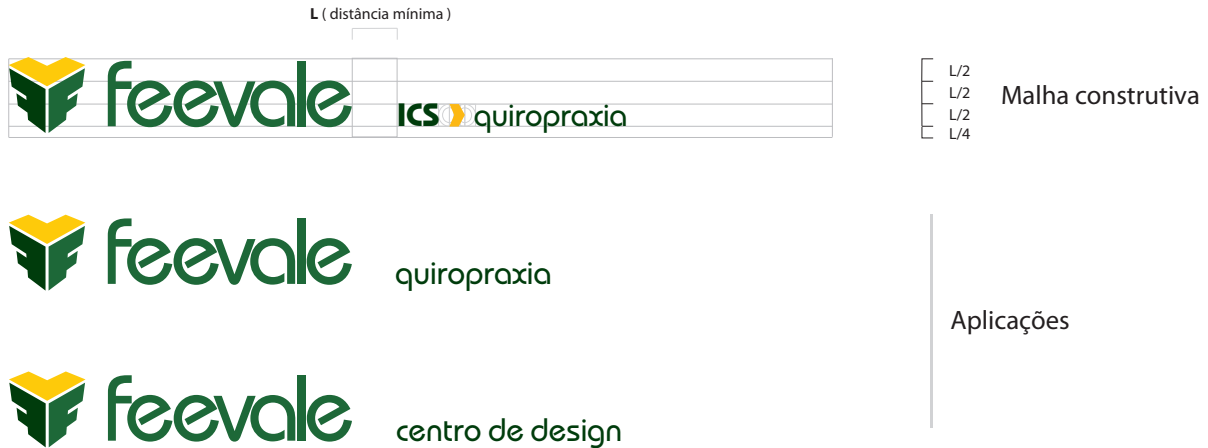 L ( distância mínima )
feevale
ICS quiropraxia
L/2
L/2
L/2
L/4
Malha construtiva
feevale
quiropraxia
Aplicações
feevale
centro de design